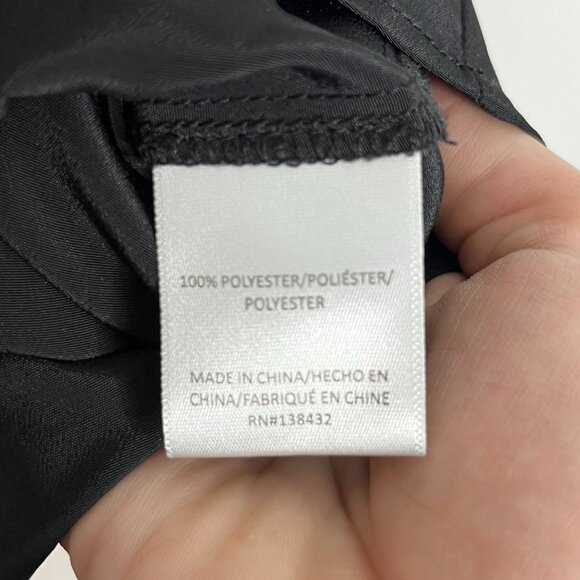 100% POLYESTER/POLIÉSTER/
POLYESTER
MADE IN CHINA/HECHO EN
CHINA/FABRIQUÉ EN CHINE
RN#138432